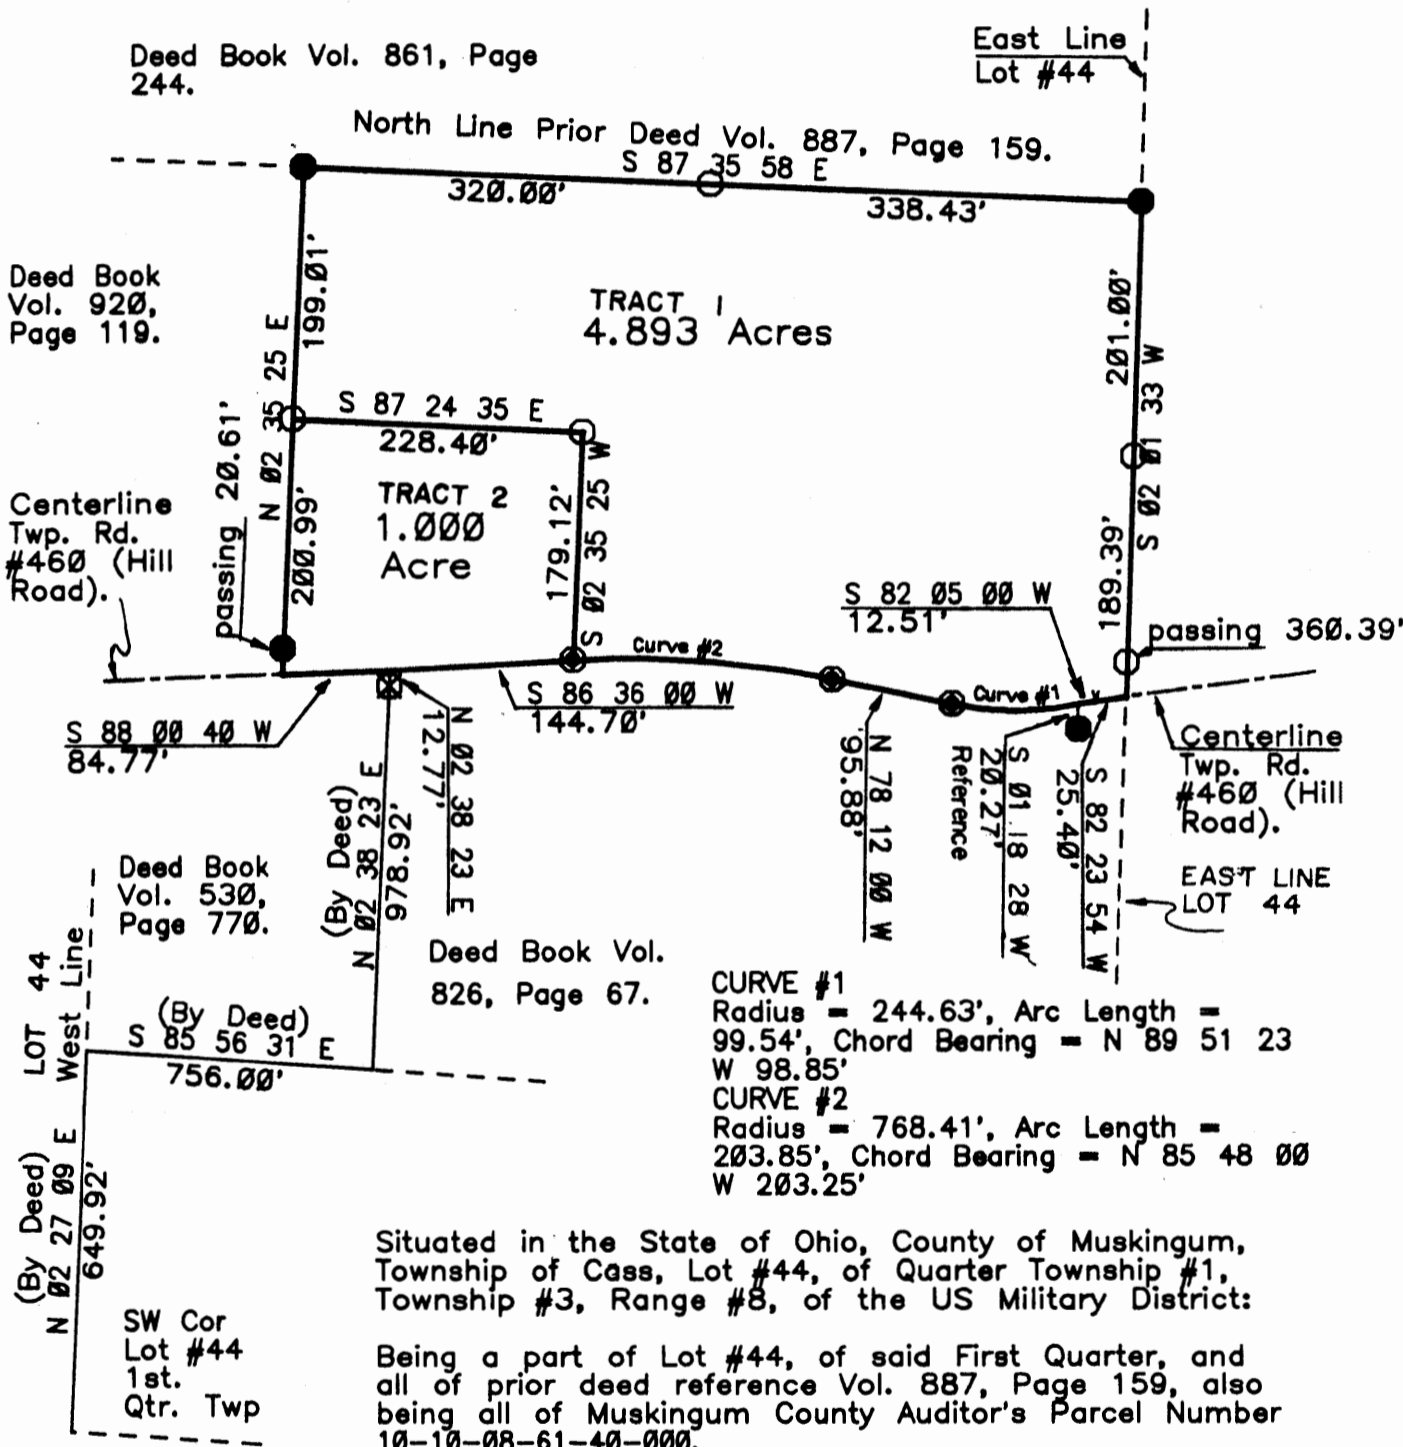 Deed Book Vol. 861, Page
244.
East Line
Lot #44
North Line Prior Deed Vol. 887, Page 159.
S 87 35 58 E
320.00'
338.43'
Deed Book
Vol. 920,
Page 119.
N 02 35 25 E
199.01'
TRACT 1
4.893 Acres
201.00'
S 02 01 33 W
189.39'
S 87 24 35 E
228.40'
TRACT 2
1.000
Acre
179.12'
S 02 35 25 W
passing 20.61'
200.99'
Centerline
Twp. Rd.
#460 (Hill
Road).
S 82 05 00 W
12.51'
passing 360.39'
Curve #2
Curve #1
S 86 36 00 W
144.70'
S 88 00 40 W
84.77'
N 02 38 23 E
12.77'
N 78 12 00 W
95.88'
S 01 18 28 W
20.27'
Reference
S 82 23 54 W
25.40'
Centerline
Twp. Rd.
#460 (Hill
Road).
EAST LINE
LOT 44
(By Deed)
N 02 38 23 E
978.92'
Deed Book
Vol. 530,
Page 770.
Deed Book Vol.
826, Page 67.
LOT 44
West Line
(By Deed)
S 85 56 31 E
756.00'
(By Deed)
N 02 27 09 E
649.92'
SW Cor
Lot #44
1st.
Qtr. Twp
CURVE #1
Radius = 244.63', Arc Length =
99.54', Chord Bearing = N 89 51 23
W 98.85'
CURVE #2
Radius = 768.41', Arc Length =
203.85', Chord Bearing = N 85 48 00
W 203.25'
Situated in the State of Ohio, County of Muskingum,
Township of Cass, Lot #44, of Quarter Township #1,
Township #3, Range #8, of the US Military District:
Being a part of Lot #44, of said First Quarter, and
all of prior deed reference Vol. 887, Page 159, also
being all of Muskingum County Auditor's Parcel Number
10-10-08-61-40-000.